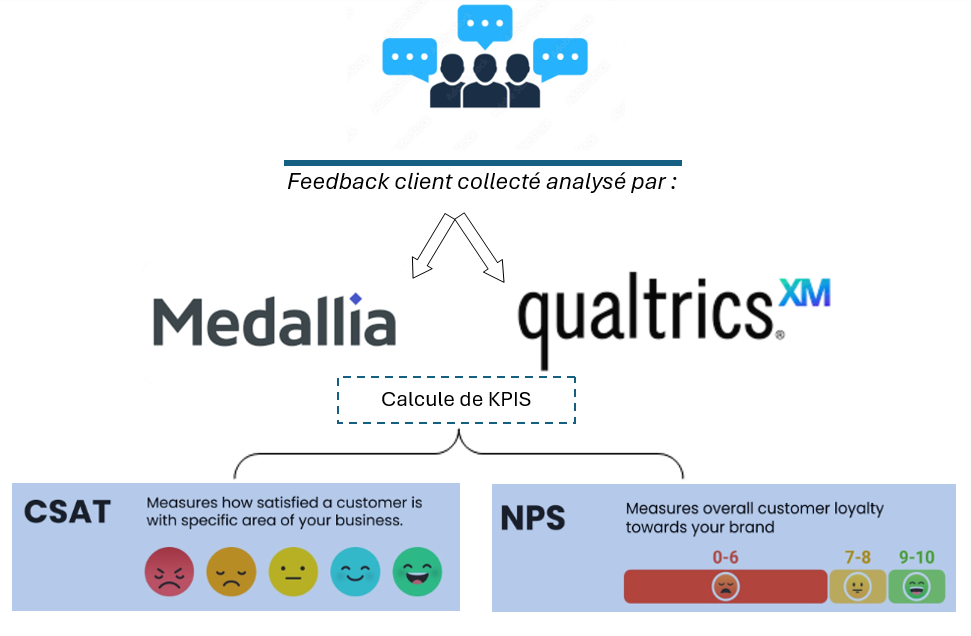 Feedback client collecté analysé par :
Medallia
qualtrics XM ®
Calcule de KPIS
CSAT
Measures how satisfied a customer is
with specific area of your business.
NPS
Measures overall customer loyalty
towards your brand
0-6
7-8
9-10